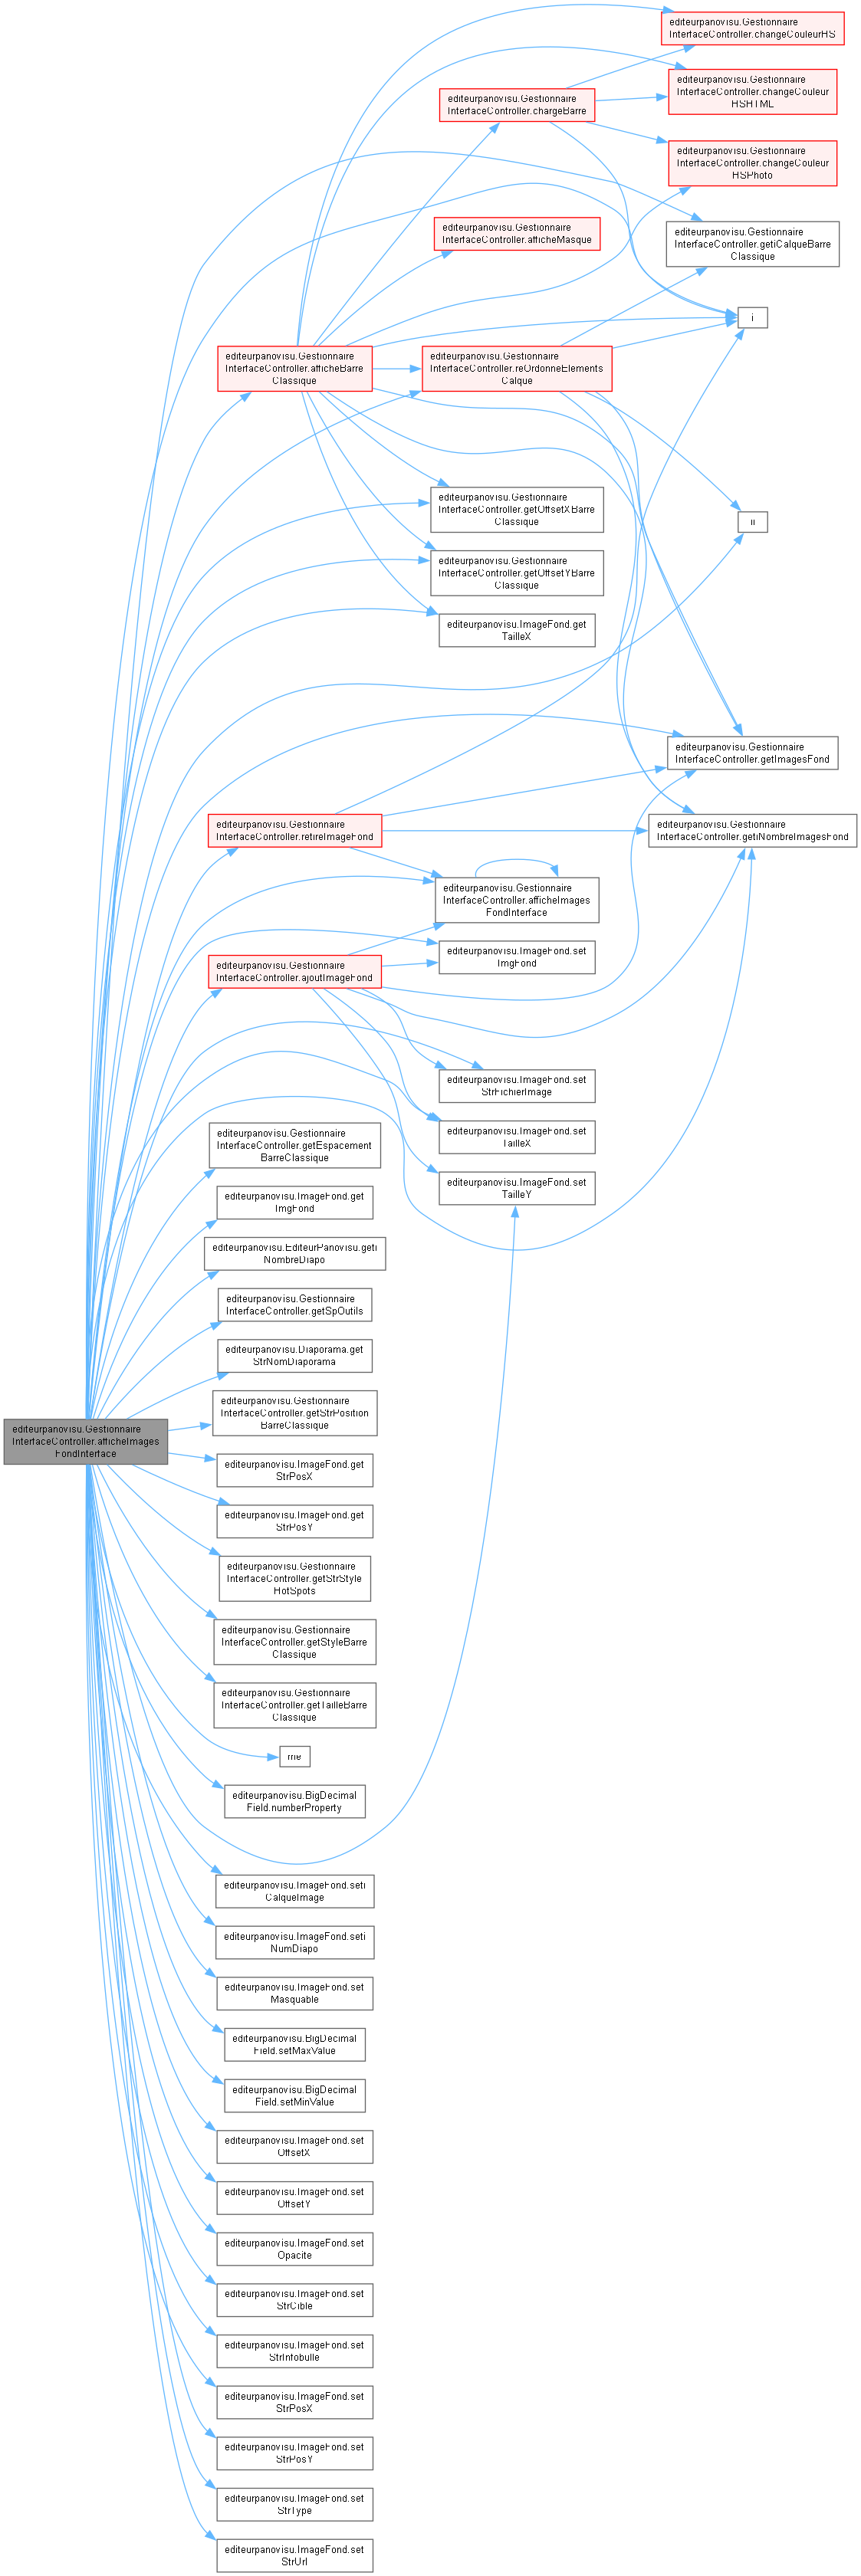 editeurpanovisu.Gestionnaire
InterfaceController.changeCouleurHS
editeurpanovisu.Gestionnaire
InterfaceController.changeCouleur
HSHTML
editeurpanovisu.Gestionnaire
InterfaceController.chargeBarre
editeurpanovisu.Gestionnaire
InterfaceController.changeCouleur
HSPhoto
editeurpanovisu.Gestionnaire
InterfaceController.afficheMasque
editeurpanovisu.Gestionnaire
InterfaceController.getiCalqueBarre
Classique
i
editeurpanovisu.Gestionnaire
InterfaceController.afficheBarre
Classique
editeurpanovisu.Gestionnaire
InterfaceController.reOrdonneElements
Calque
editeurpanovisu.Gestionnaire
InterfaceController.getOffsetXBarre
Classique
ii
editeurpanovisu.Gestionnaire
InterfaceController.getOffsetYBarre
Classique
editeurpanovisu.ImageFond.get
TailleX
editeurpanovisu.Gestionnaire
InterfaceController.getImagesFond
editeurpanovisu.Gestionnaire
InterfaceController.retireImageFond
editeurpanovisu.Gestionnaire
InterfaceController.getiNombreImagesFond
editeurpanovisu.Gestionnaire
InterfaceController.afficheImages
FondInterface
editeurpanovisu.ImageFond.set
ImgFond
editeurpanovisu.Gestionnaire
InterfaceController.ajoutImageFond
editeurpanovisu.ImageFond.set
StrFichierImage
editeurpanovisu.ImageFond.set
TailleX
editeurpanovisu.Gestionnaire
InterfaceController.getEspacement
BarreClassique
editeurpanovisu.ImageFond.set
TailleY
editeurpanovisu.ImageFond.get
ImgFond
editeurpanovisu.EditeurPanovisu.geti
NombreDiapo
editeurpanovisu.Gestionnaire
InterfaceController.getSpOutils
editeurpanovisu.Diaporama.get
StrNomDiaporama
editeurpanovisu.Gestionnaire
InterfaceController.getStrPosition
BarreClassique
editeurpanovisu.Gestionnaire
InterfaceController.afficheImages
FondInterface
editeurpanovisu.ImageFond.get
StrPosX
editeurpanovisu.ImageFond.get
StrPosY
editeurpanovisu.Gestionnaire
InterfaceController.getStrStyle
HotSpots
editeurpanovisu.Gestionnaire
InterfaceController.getStyleBarre
Classique
editeurpanovisu.Gestionnaire
InterfaceController.getTailleBarre
Classique
me
editeurpanovisu.BigDecimal
Field.numberProperty
editeurpanovisu.ImageFond.seti
CalqueImage
editeurpanovisu.ImageFond.seti
NumDiapo
editeurpanovisu.ImageFond.set
Masquable
editeurpanovisu.BigDecimal
Field.setMaxValue
editeurpanovisu.BigDecimal
Field.setMinValue
editeurpanovisu.ImageFond.set
OffsetX
editeurpanovisu.ImageFond.set
OffsetY
editeurpanovisu.ImageFond.set
Opacite
editeurpanovisu.ImageFond.set
StrCible
editeurpanovisu.ImageFond.set
StrInfobulle
editeurpanovisu.ImageFond.set
StrPosX
editeurpanovisu.ImageFond.set
StrPosY
editeurpanovisu.ImageFond.set
StrType
editeurpanovisu.ImageFond.set
StrUrl